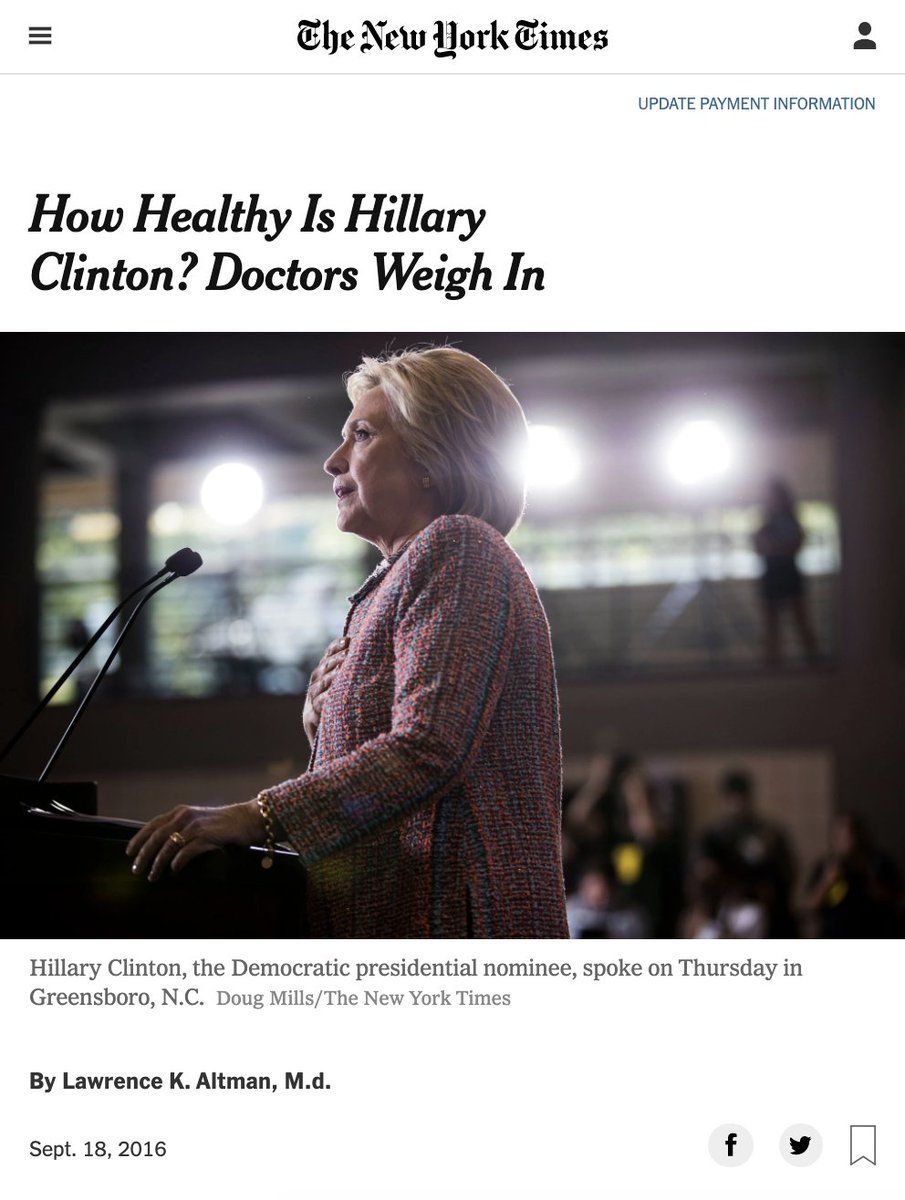 The New York Times
UPDATE PAYMENT INFORMATION
How Healthy Is Hillary
Clinton? Doctors Weigh In
Hillary Clinton, the Democratic presidential nominee, spoke on Thursday in
Greensboro, N.C. Doug Mills/The New York Times
By Lawrence K. Altman, M.d.
Sept. 18, 2016